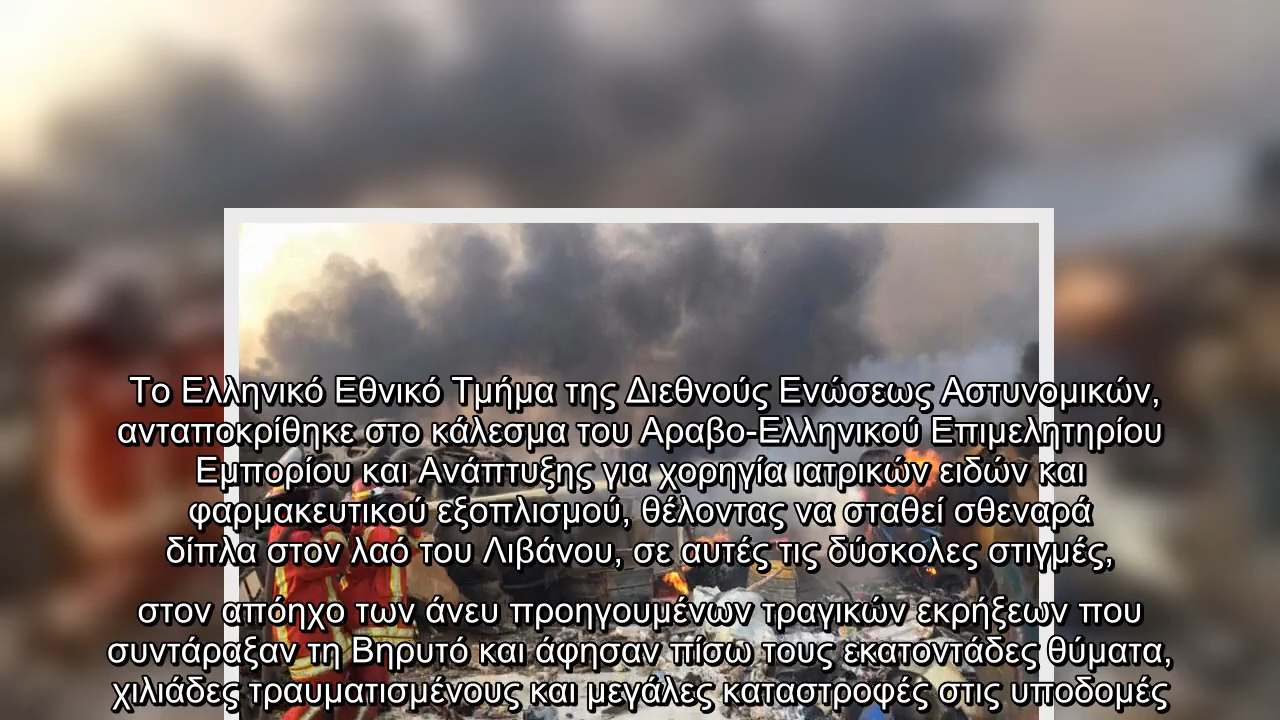 Το Ελληνικό Εθνικό Τμήμα της Διεθνούς Ενώσεως Αστυνομικών,
ανταποκρίθηκε στο κάλεσμα του Αραβο-Ελληνικού Επιμελητηρίου
Εμπορίου και Ανάπτυξης για χορηγία ιατρικών ειδών και
φαρμακευτικού εξοπλισμού, θέλοντας να σταθεί σθεναρά
δίπλα στον λαό του Λιβάνου, σε αυτές τις δύσκολες στιγμές,
στον απόηχο των άνευ προηγουμένων τραγικών εκρήξεων που
συντάραξαν τη Βηρυτό και άφησαν πίσω τους εκατοντάδες θύματα,
χιλιάδες τραυματισμένους και μεγάλες καταστροφές στις υποδομές